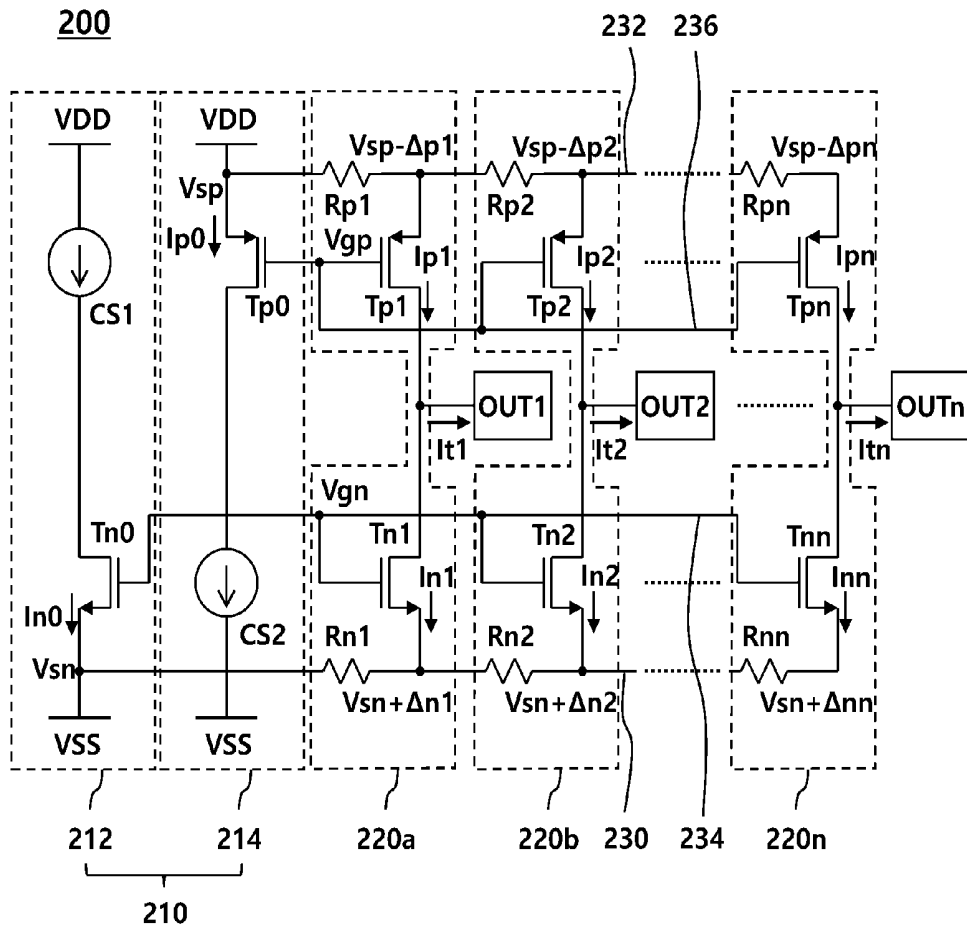 200
232 236
VDD VDD
Vsp-Δp1 Vsp-Δp2 Vsp-Δpn
Vsp Rp1 Rp2 Rpn
Ip0 Vgp Ip1 Ip2 Ipn
CS1 Tp0 Tp1 Tp2 Tpn
OUT1 OUT2 OUTn
It1 It2 Itn
Vgn
Tn0 Tn1 Tn2 Tnn
In0 CS2 In1 In2 Inn
Vsn Rn1 Rn2 Rnn
Vsn+Δn1 Vsn+Δn2 Vsn+Δnn
VSS VSS
212 214 220a 220b 230 234 220n
210